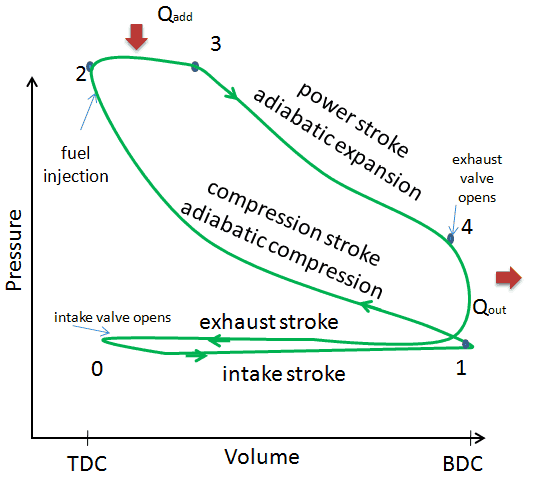 Qadd
3
2
fuel
injection
power stroke
adiabatic expansion
exhaust
valve
opens
4
compression stroke
adiabatic compression
Pressure
Qout
intake valve opens
exhaust stroke
0
intake stroke
1
TDC
Volume
BDC